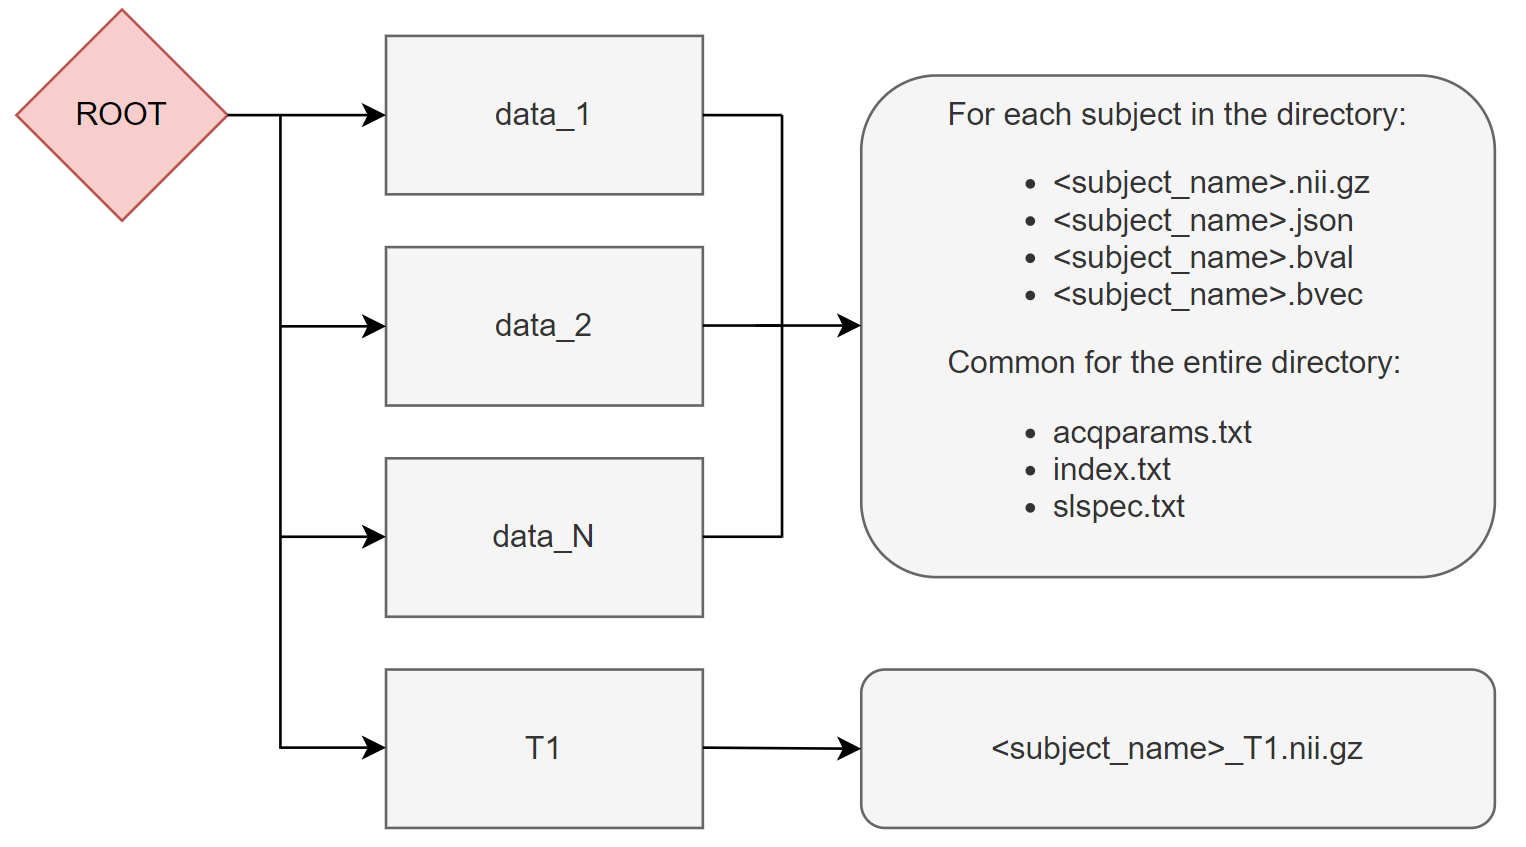 ROOT
data_1
data_2
data_N
T1
For each subject in the directory:
<subject_name>.nii.gz
<subject_name>.json
<subject_name>.bval
<subject_name>.bvec
Common for the entire directory:
acqparams.txt
index.txt
slspec.txt
<subject_name>_T1.nii.gz